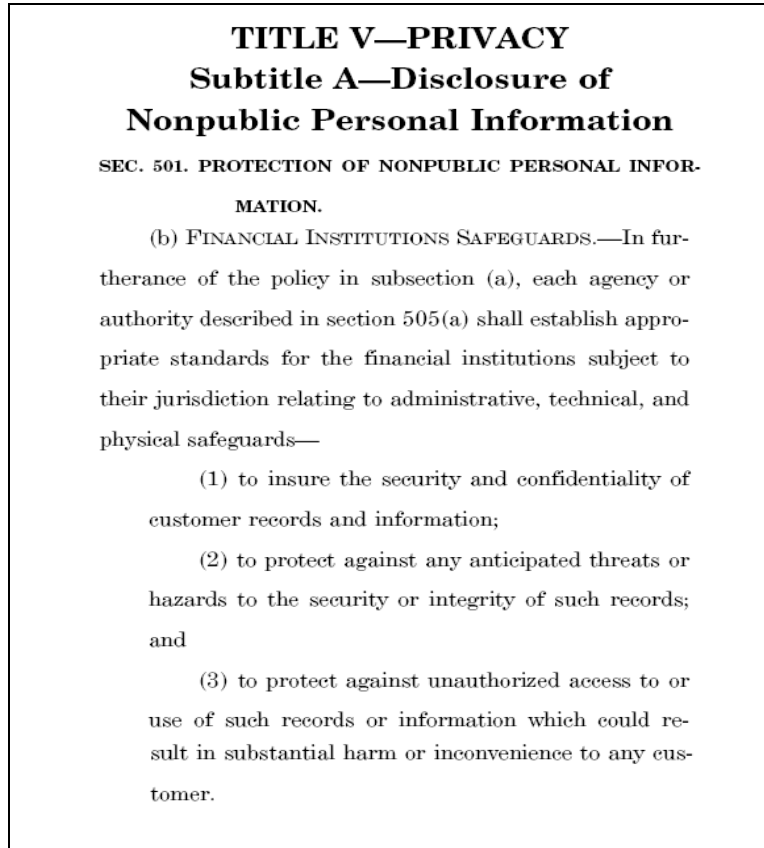 TITLE V—PRIVACY
Subtitle A—Disclosure of
Nonpublic Personal Information
SEC. 501. PROTECTION OF NONPUBLIC PERSONAL INFOR-
MATION.
(b) FINANCIAL INSTITUTIONS SAFEGUARDS.—In fur-
therance of the policy in subsection (a), each agency or
authority described in section 505(a) shall establish appro-
priate standards for the financial institutions subject to
their jurisdiction relating to administrative, technical, and
physical safeguards—
(1) to insure the security and confidentiality of
customer records and information;
(2) to protect against any anticipated threats or
hazards to the security or integrity of such records;
and
(3) to protect against unauthorized access to or
use of such records or information which could re-
sult in substantial harm or inconvenience to any cus-
tomer.